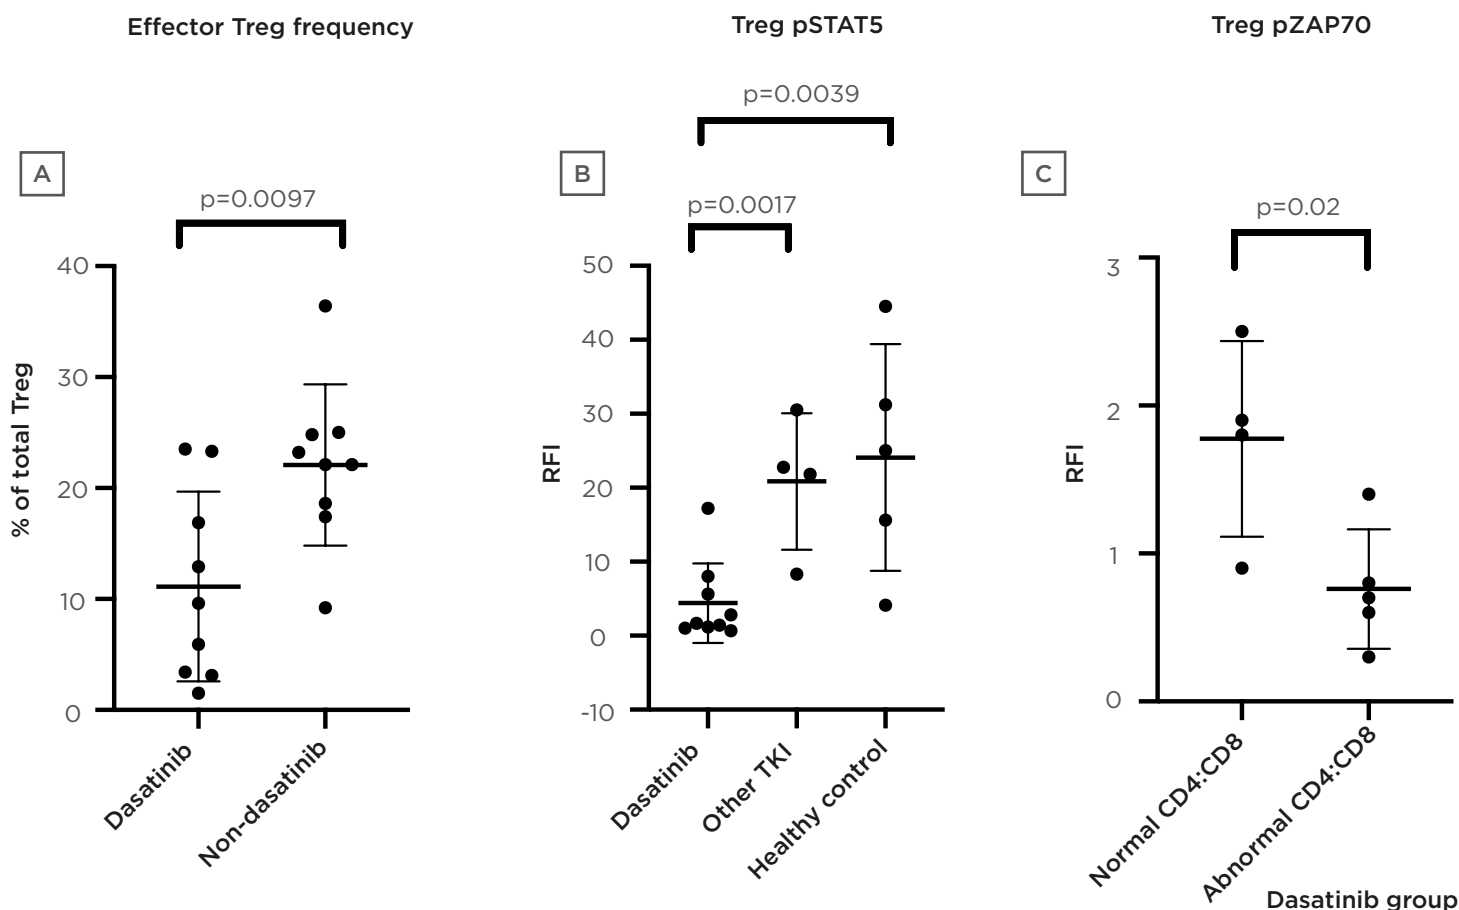 Effector Treg frequency
Treg pSTAT5
Treg pZAP70
A
p=0.0097
40
30
20
10
0
% of total Treg
Dasatinib
Non-dasatinib
B
p=0.0039
p=0.0017
50
40
30
20
10
0
-10
RFI
Dasatinib
Other TKI
Healthy control
C
p=0.02
3
2
1
0
RFI
Normal CD4:CD8
Abnormal CD4:CD8
Dasatinib group